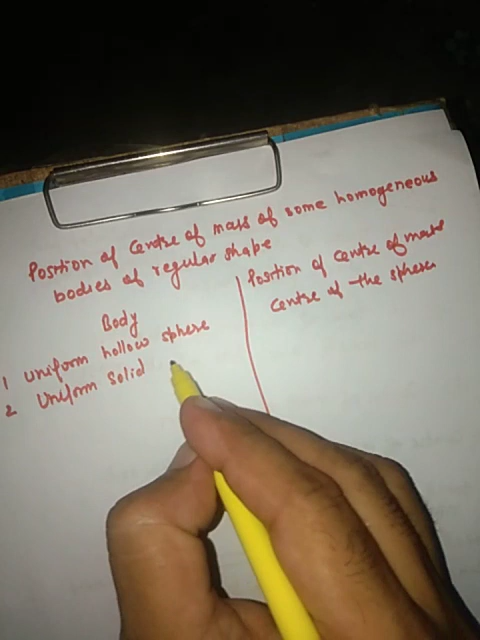 Position of Centre of mass of some homogeneous
bodies of regular shape
Body
Position of centre of mass
1 Uniform hollow sphere
centre of the sphere
2 Uniform Solid